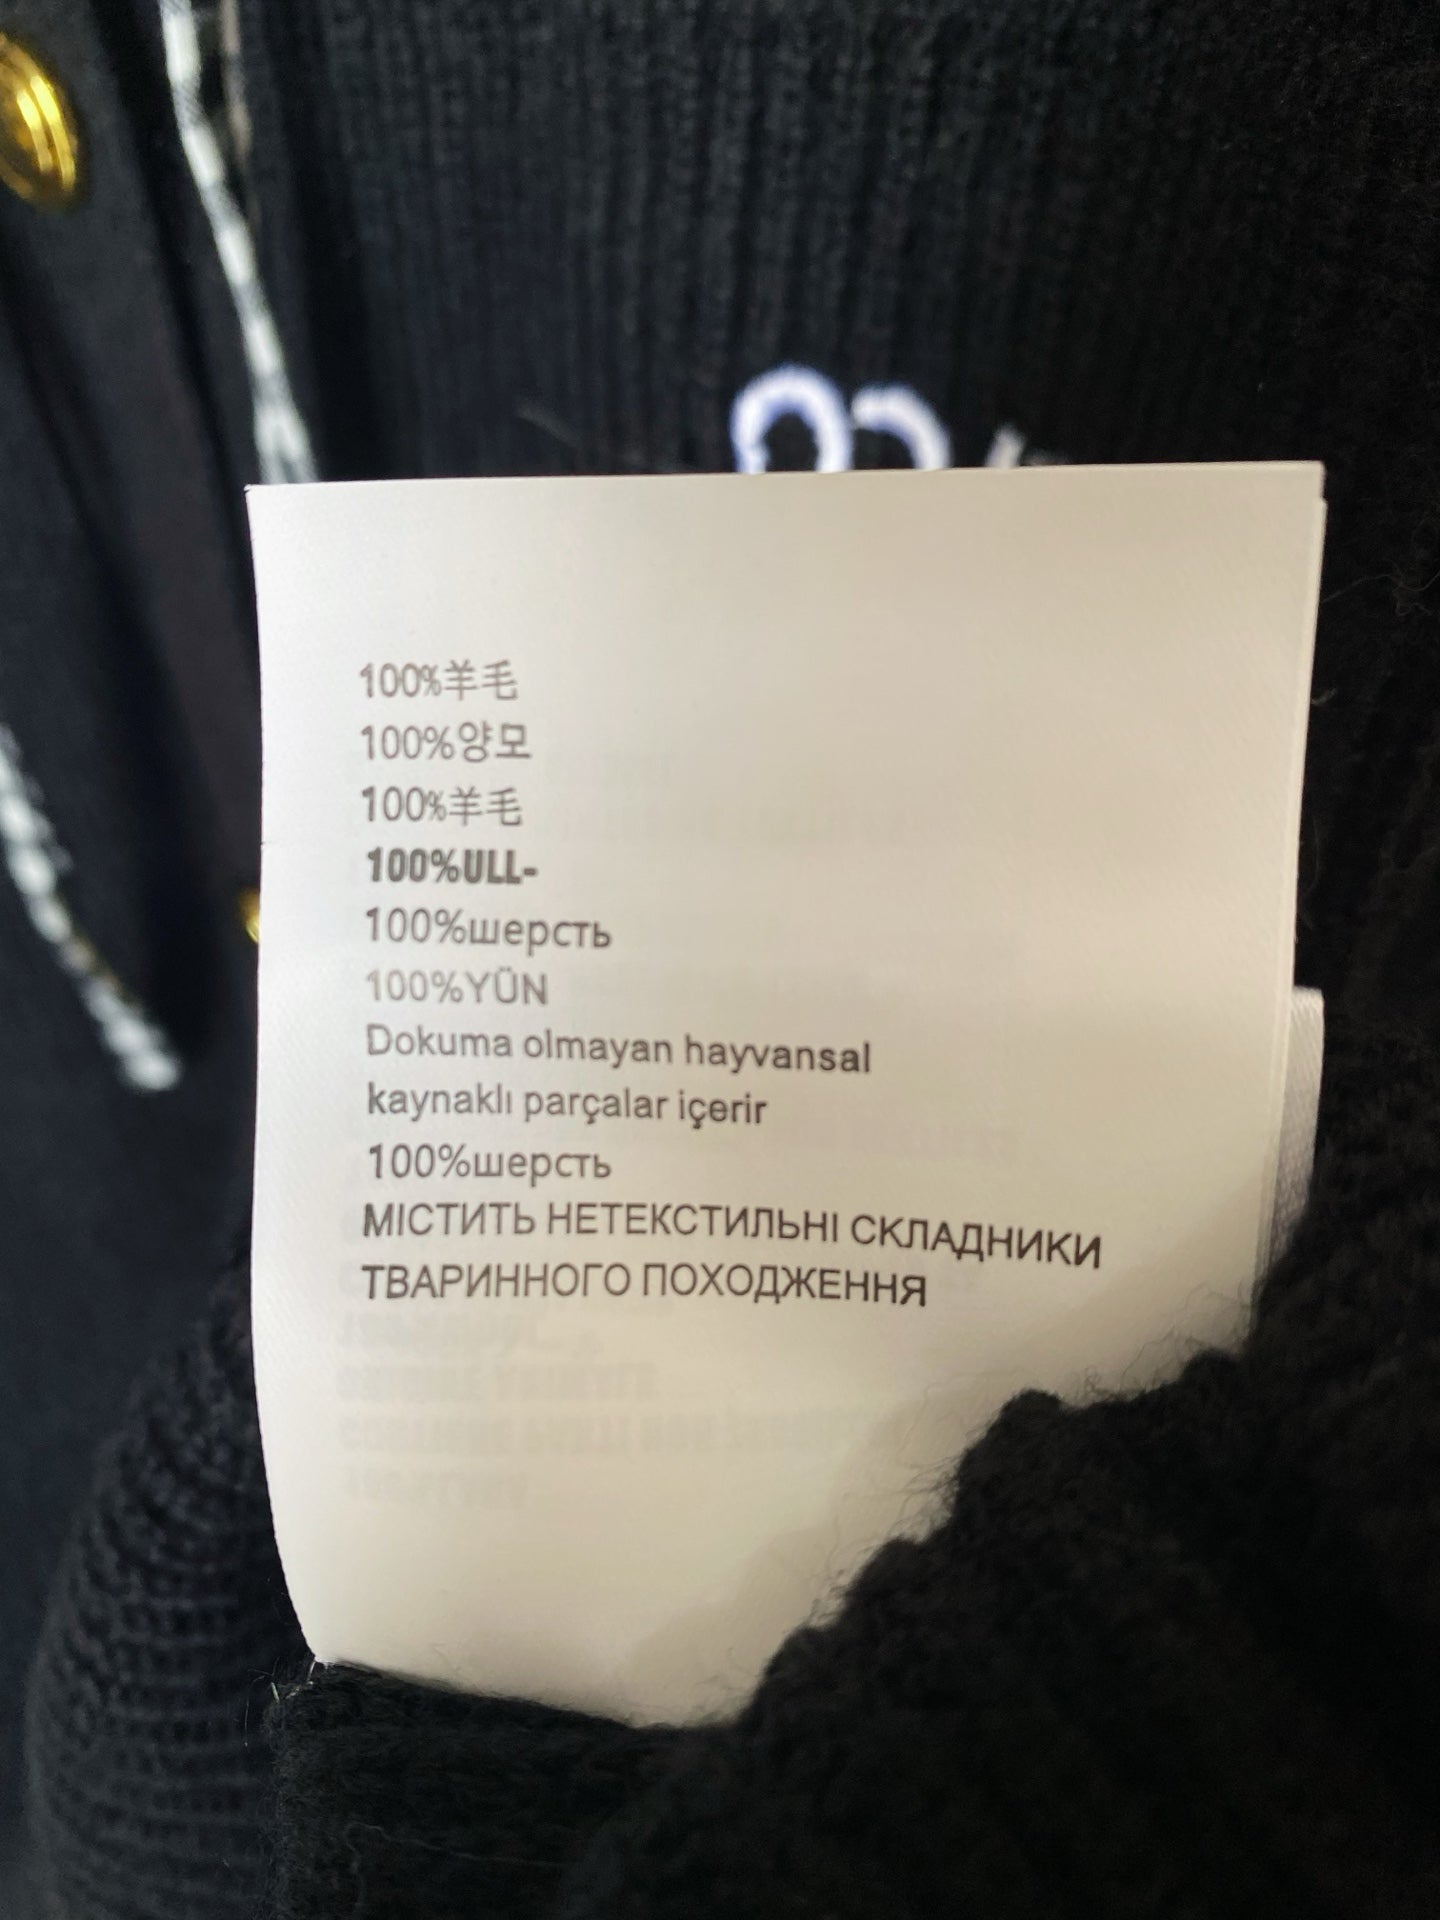 100%羊毛
100%양모
100%羊毛
100%ULL-
100%шерсть
100%YÜN
Dokuma olmayan hayvansal
kaynaklı parçalar içerir
100%шерсть
МІСТИТЬ НЕТЕКСТИЛЬНІ СКЛАДНИКИ
ТВАРИННОГО ПОХОДЖЕННЯ